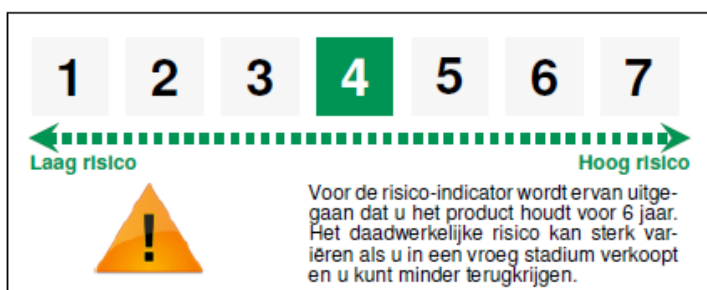 1 2 3 4 5 6 7
Laag risico Hoog risico
!
Voor de risico-indicator wordt ervan uitge-
gaan dat u het product houdt voor 6 jaar.
Het daadwerkelijke risico kan sterk var-
iëren als u in een vroeg stadium verkoopt
en u kunt minder terugkrijgen.